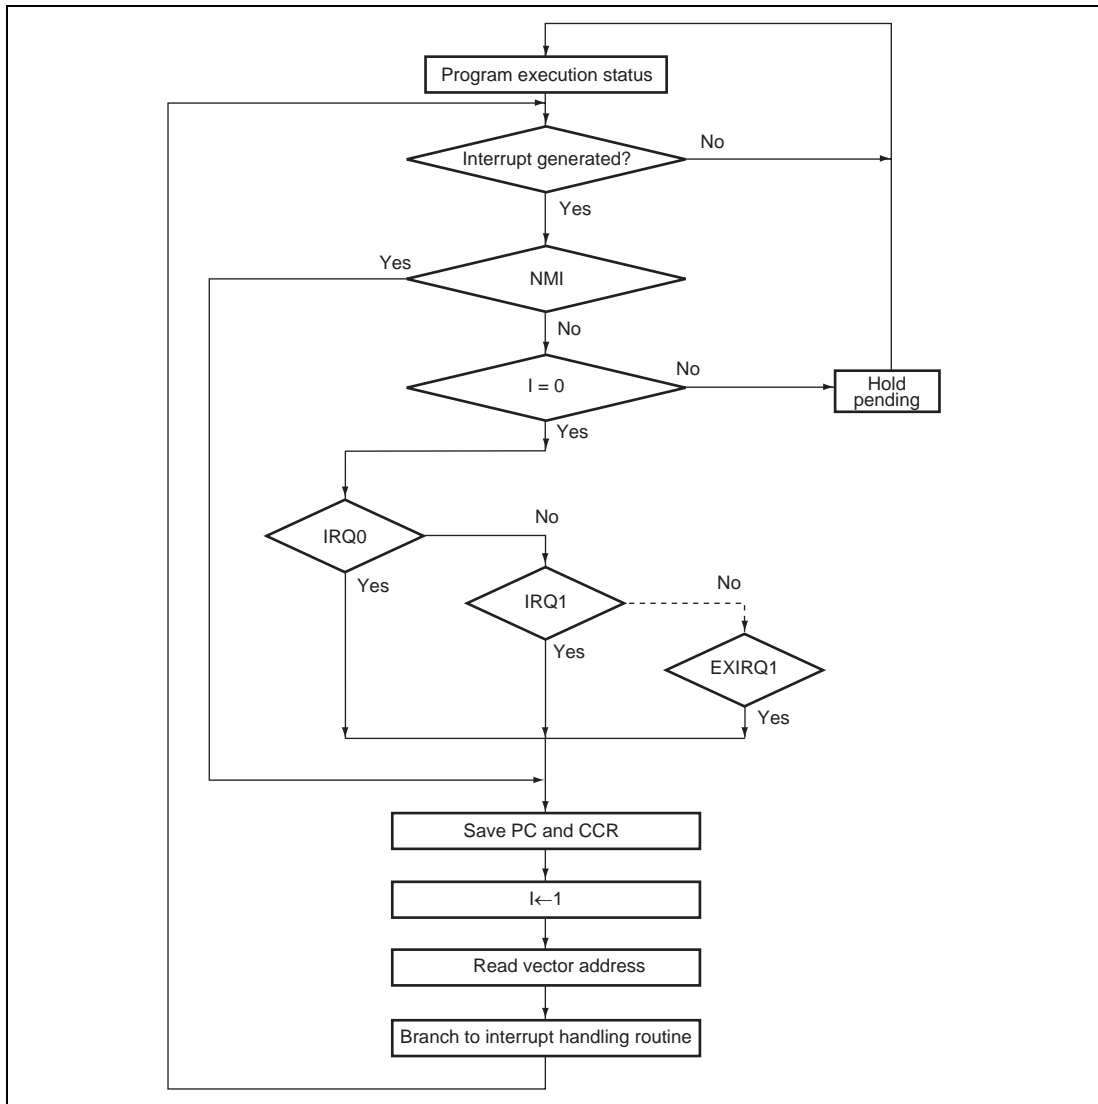 Program execution status
Interrupt generated?
No
Yes
Yes
NMI
No
I = 0
No
Hold
pending
Yes
IRQ0
No
Yes
IRQ1
No
Yes
EXIRQ1
Yes
Save PC and CCR
I←1
Read vector address
Branch to interrupt handling routine